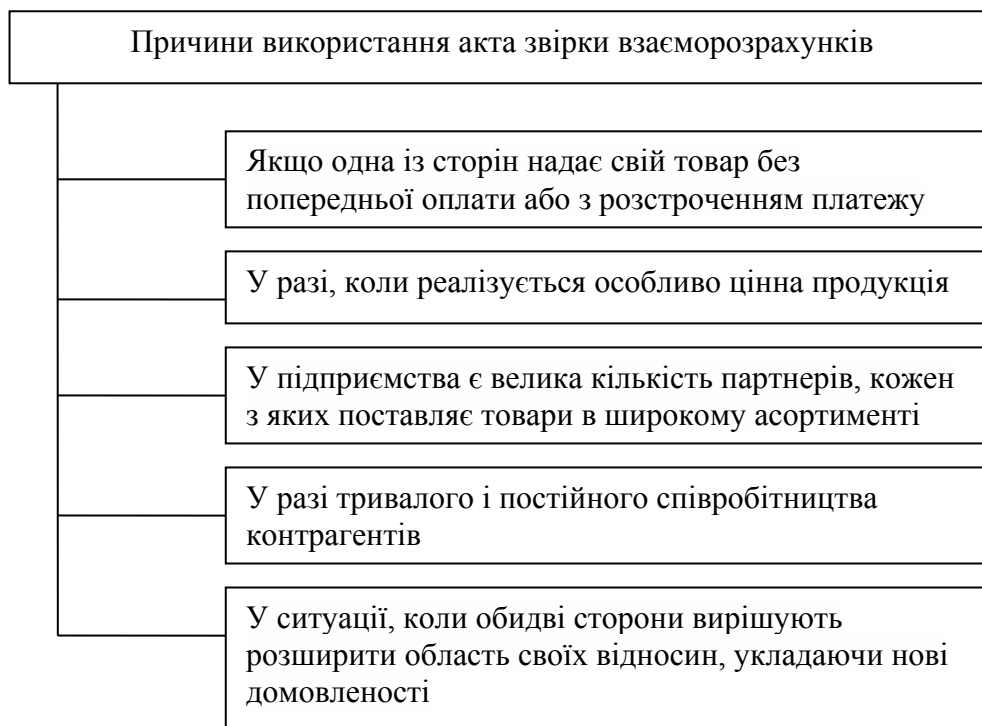 Причини використання акта звірки взаєморозрахунків
Якщо одна із сторін надає свій товар без
попередньої оплати або з розстроченням платежу
У разі, коли реалізується особливо цінна продукція
У підприємства є велика кількість партнерів, кожен
з яких поставляє товари в широкому асортименті
У разі тривалого і постійного співробітництва
контрагентів
У ситуації, коли обидві сторони вирішують
розширити область своїх відносин, укладаючи нові
домовленості